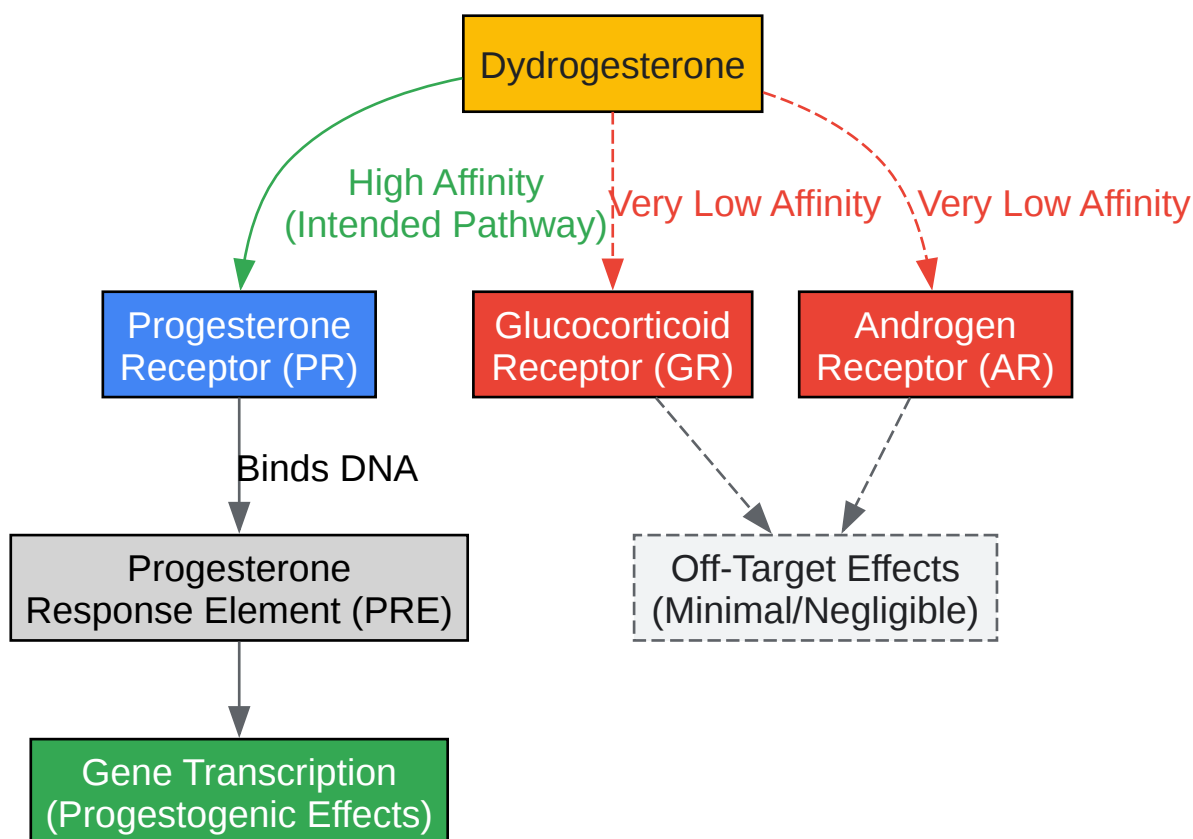 Dydrogesterone
High Affinity
(Intended Pathway)
Very Low Affinity
Very Low Affinity
Progesterone
Receptor (PR)
Glucocorticoid
Receptor (GR)
Androgen
Receptor (AR)
Binds DNA
Progesterone
Response Element (PRE)
Off-Target Effects
(Minimal/Negligible)
Gene Transcription
(Progestogenic Effects)